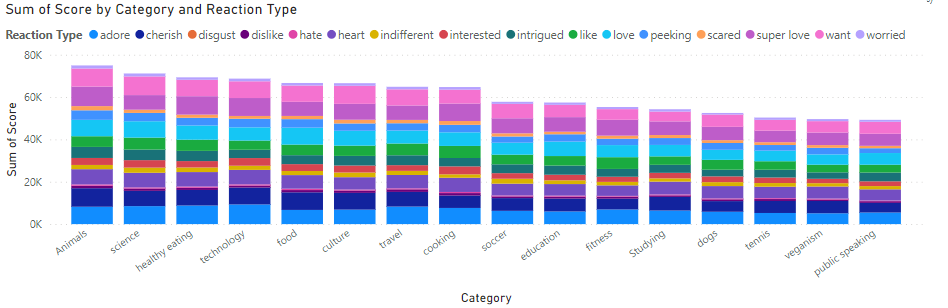 Sum of Score by Category and Reaction Type
Reaction Type adore cherish disgust dislike hate heart indifferent interested intrigued like love peeking scared super love want worried
80K
60K
40K
20K
0K
Sum of Score
Animals
science
healthy eating
technology
food
culture
travel
cooking
soccer
education
fitness
Studying
dogs
tennis
veganism
public speaking
Category